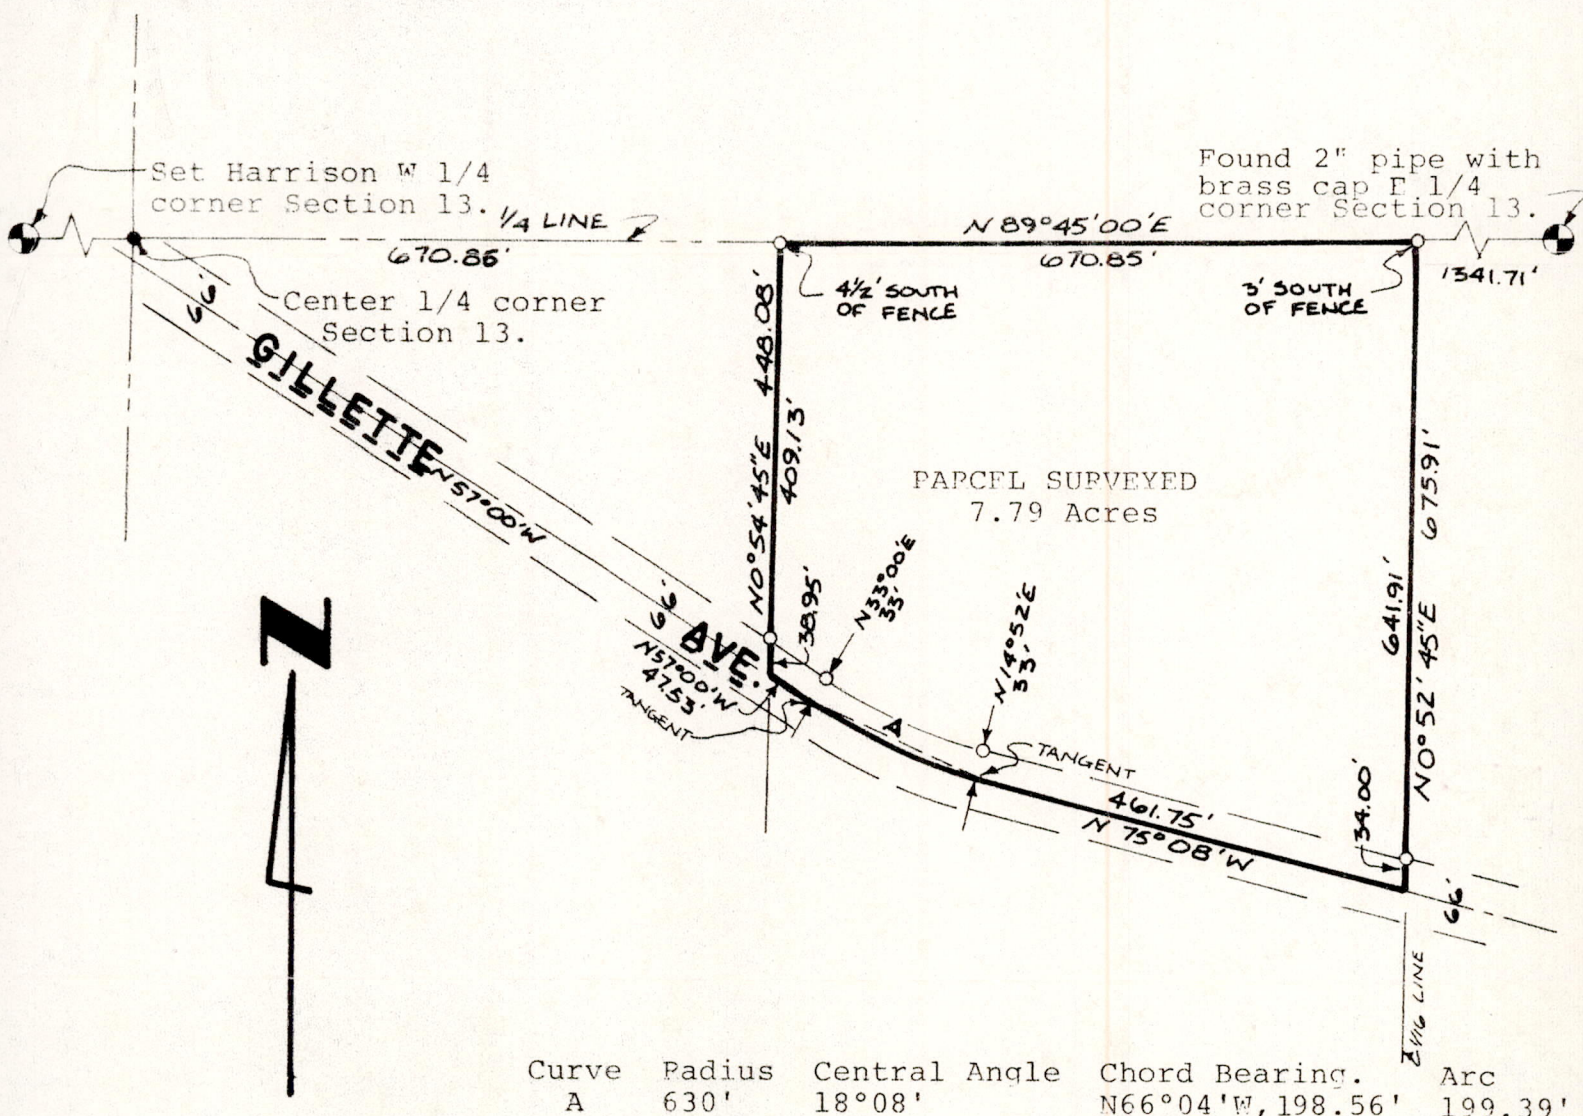 Set Harrison W 1/4
corner Section 13.
Found 2" pipe with
brass cap E 1/4
corner Section 13.
1/4 LINE
670.85'
N 89°45'00"E
670.85'
1341.71'
4½' SOUTH
OF FENCE
3' SOUTH
OF FENCE
Center 1/4 corner
Section 13.
66'
GILLETTE
N57°00'W
N0°54'45"E 448.08'
409.13'
PARCEL SURVEYED
7.79 Acres
N0°52'45"E 675.91'
641.91'
66'
AVE.
N57°00'W
47.53'
TANGENT
38.95'
N33°00'E
33'
N14°52'E
33'
A
TANGENT
461.75'
N 75°08'W
34.00'
66'
E 1/16 LINE
N
Curve Radius Central Angle Chord Bearing. Arc
A 630' 18°08' N66°04'W, 198.56' 199.39'